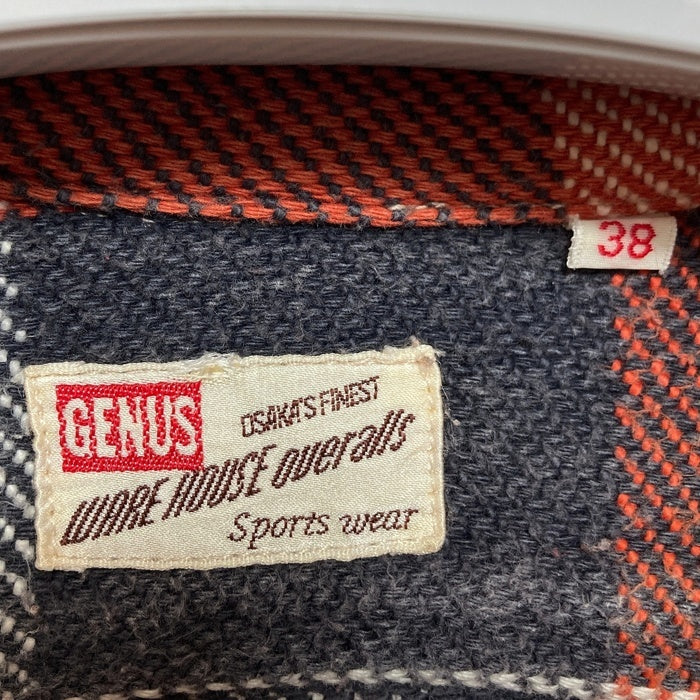 38
GENUS
OSAKA'S FINEST
WARE HOUSE overalls
Sports wear